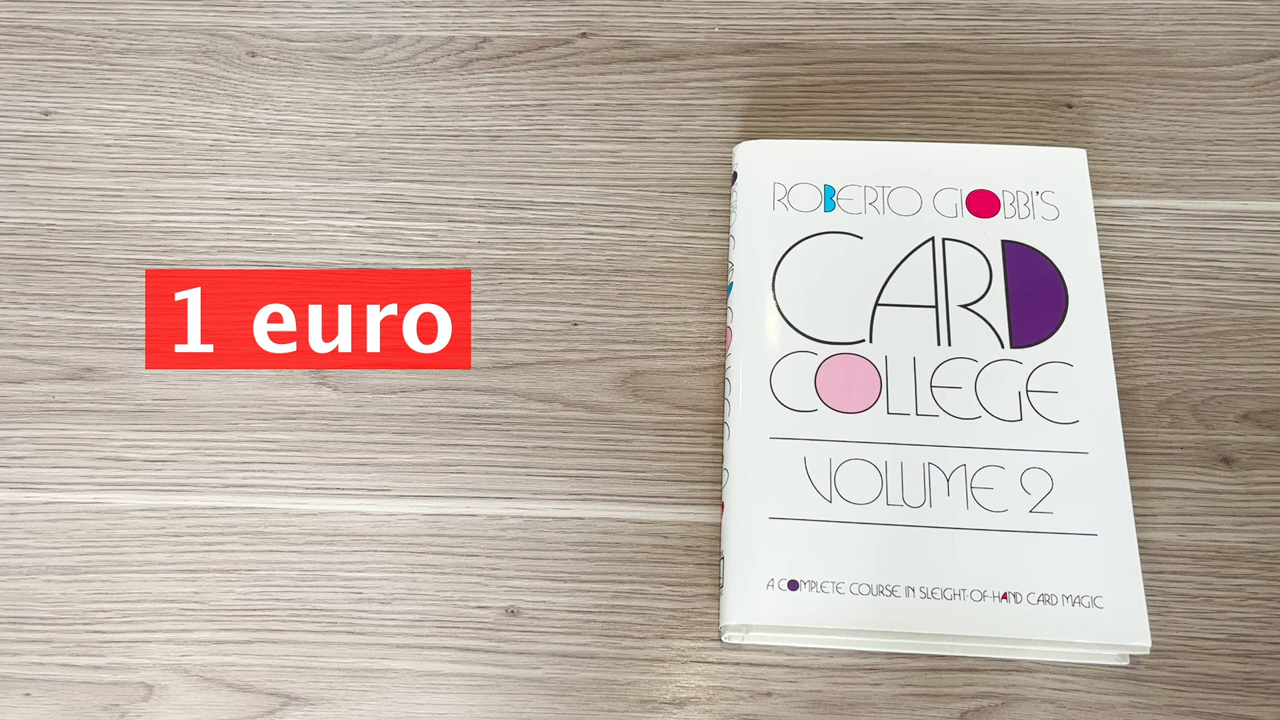 1 euro
ROBERTO GIOBBI'S
CARD
COLLEGE
VOLUME 2
A COMPLETE COURSE IN SLEIGHT-OF-HAND CARD MAGIC